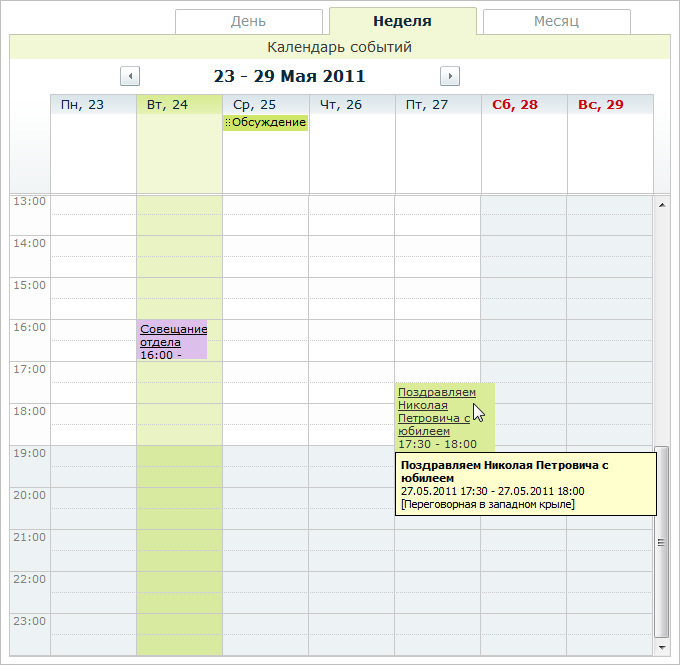 День
Неделя
Месяц
Календарь событий
23 - 29 Мая 2011
Пн, 23
Вт, 24
Ср, 25
Чт, 26
Пт, 27
Сб, 28
Вс, 29
Обсуждение
13:00
14:00
15:00
16:00
Совещание
отдела
16:00 -
17:00
Поздравляем
Николая
18:00
Петровича с
юбилеем
17:30 - 18:00
19:00
Поздравляем Николая Петровича с
юбилеем
27.05.2011 17:30 - 27.05.2011 18:00
[Переговорная в западном крыле]
20:00
21:00
22:00
23:00